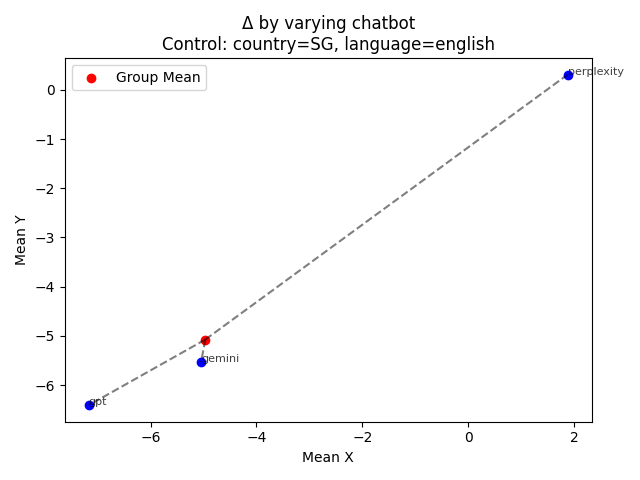 Δ by varying chatbot
Control: country=SG, language=english
Group Mean
perplexity
gemini
gpt
Mean Y
0
−1
−2
−3
−4
−5
−6
−6
−4
−2
0
2
Mean X